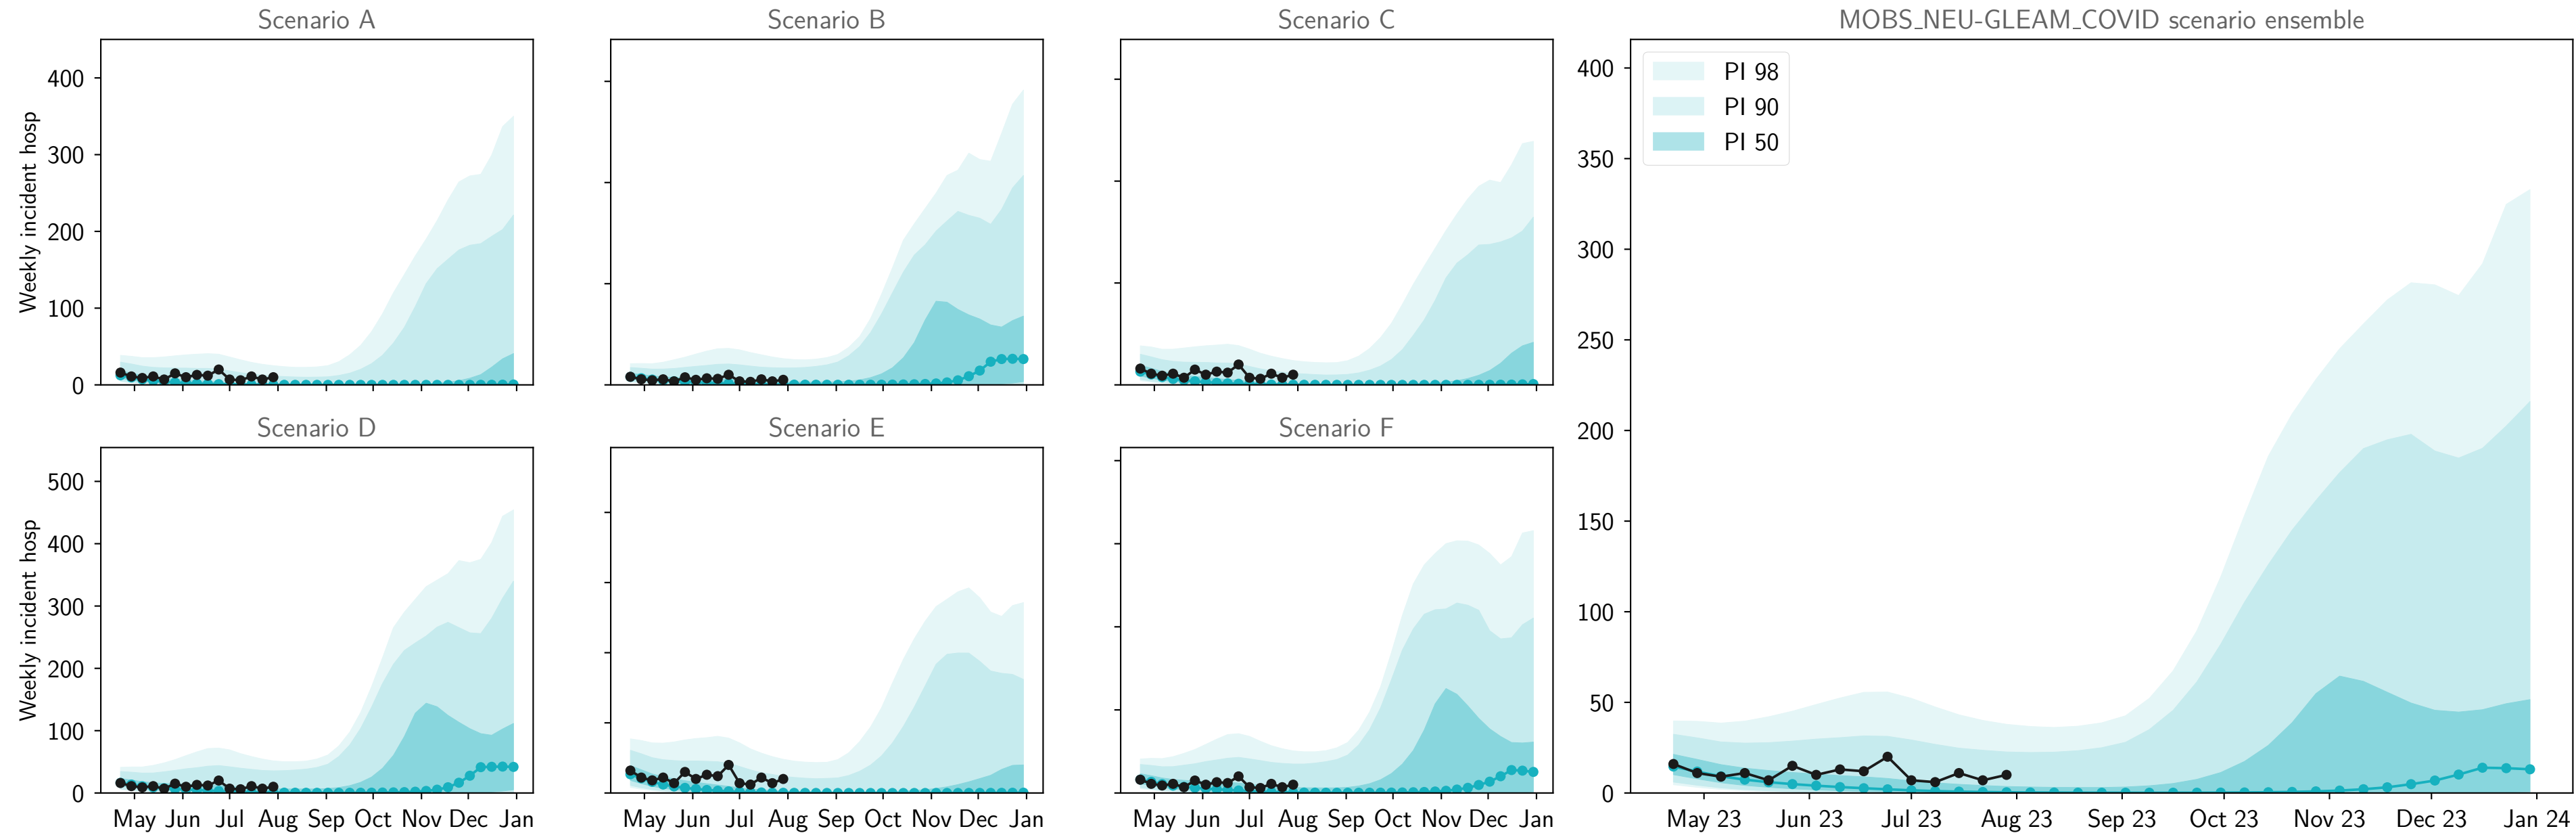 Scenario A
Scenario B
Scenario C
MOBS_NEU-GLEAM_COVID scenario ensemble
Weekly incident hosp
400
300
200
100
0
Scenario D
Scenario E
Scenario F
Weekly incident hosp
500
400
300
200
100
0
May Jun Jul Aug Sep Oct Nov Dec Jan
May Jun Jul Aug Sep Oct Nov Dec Jan
May Jun Jul Aug Sep Oct Nov Dec Jan
PI 98
PI 90
PI 50
400
350
300
250
200
150
100
50
0
May 23 Jun 23 Jul 23 Aug 23 Sep 23 Oct 23 Nov 23 Dec 23 Jan 24